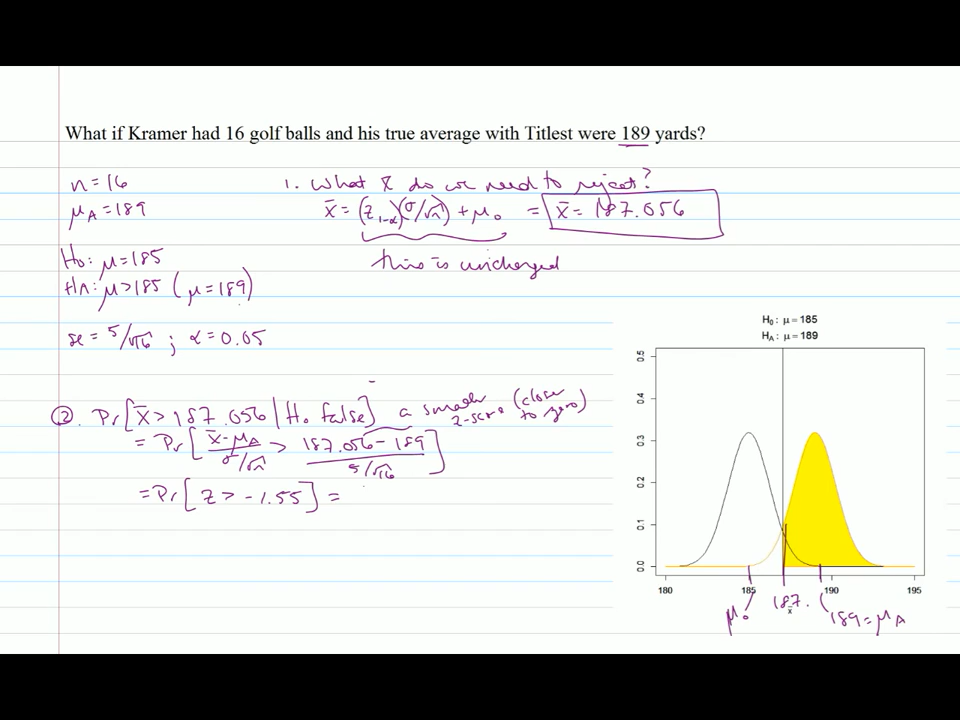 What if Kramer had 16 golf balls and his true average with Titlest were 189 yards?
n = 16
μA = 189
H₀: μ = 185
HA: μ > 185 (μ = 189)
se = 5/√16 ; α = 0.05
1. What x̄ do we need to reject?
x̄ = (z₁₋α)(σ/√n) + μ₀ = x̄ = 187.056
this is unchanged
②. Pr[X̄ > 187.056 | H₀ false] a smaller z-score (close to zero)
= Pr[(x̄ - μA)/(σ/√n) > (187.056 - 189)/(5/√16)]
= Pr[Z > -1.55] =
H₀: μ = 185
HA: μ = 189
0.5
0.4
0.3
0.2
0.1
0.0
180 185 190 195
x̄
μ₀ 187. 189 = μA